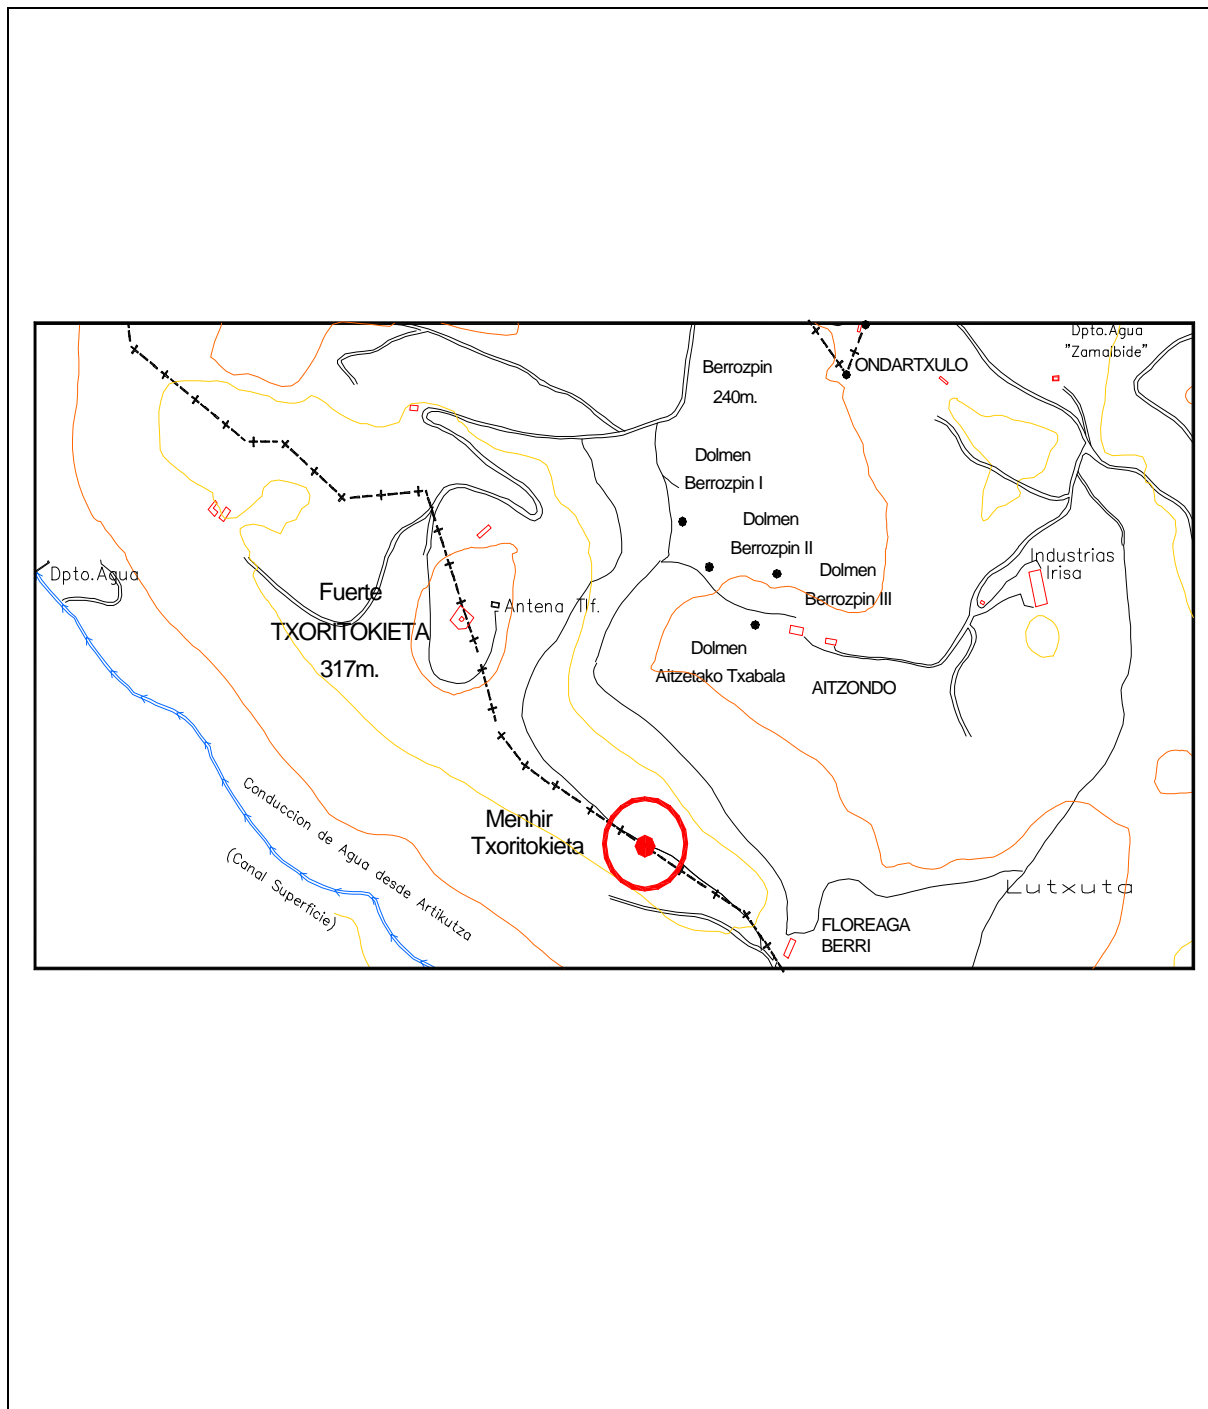 Dpto.Agua
"Zamaibide"
Berrozpin
240m.
ONDARTXULO
Dolmen
Berrozpin I
Dolmen
Berrozpin II
Dolmen
Berrozpin III
Industrias
Irisa
Dpto.Agua
Fuerte
TXORITOKIETA
317m.
Antena Tlf.
Dolmen
Aitzetako Txabala
AITZONDO
Conduccion de Agua desde Artikutza
(Canal Superficie)
Menhir
Txoritokieta
Lutxuta
FLOREAGA
BERRI